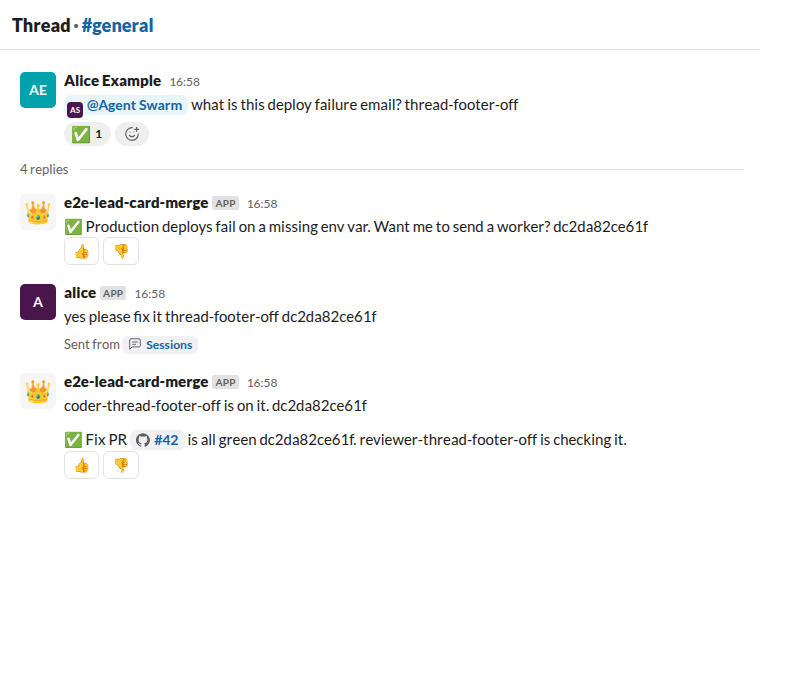 Thread • #general
AE Alice Example 16:58
AS @Agent Swarm what is this deploy failure email? thread-footer-off
✅ 1
4 replies
e2e-lead-card-merge APP 16:58
✅ Production deploys fail on a missing env var. Want me to send a worker? dc2da82ce61f
👍 👎
A alice APP 16:58
yes please fix it thread-footer-off dc2da82ce61f
Sent from Sessions
e2e-lead-card-merge APP 16:58
coder-thread-footer-off is on it. dc2da82ce61f
✅ Fix PR #42 is all green dc2da82ce61f. reviewer-thread-footer-off is checking it.
👍 👎